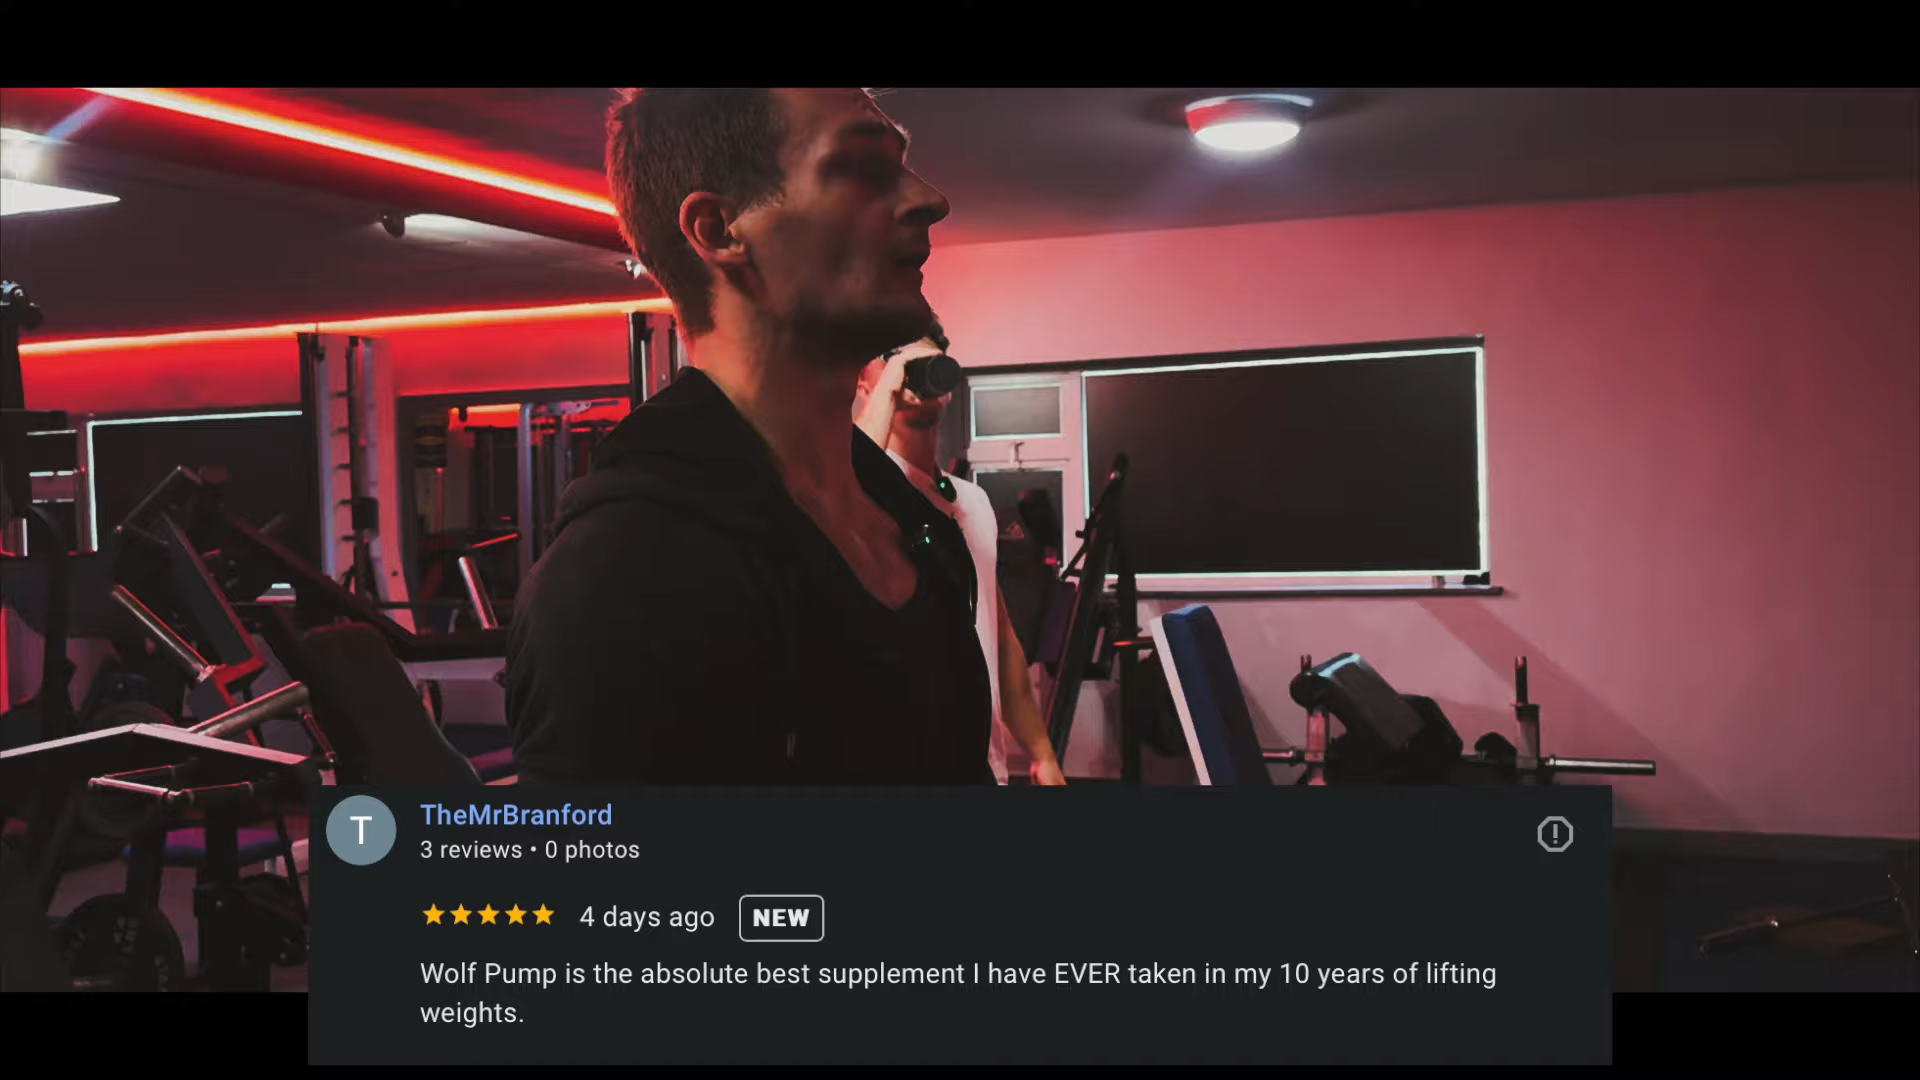 T
TheMrBranford
3 reviews • 0 photos
4 days ago NEW
Wolf Pump is the absolute best supplement I have EVER taken in my 10 years of lifting
weights.